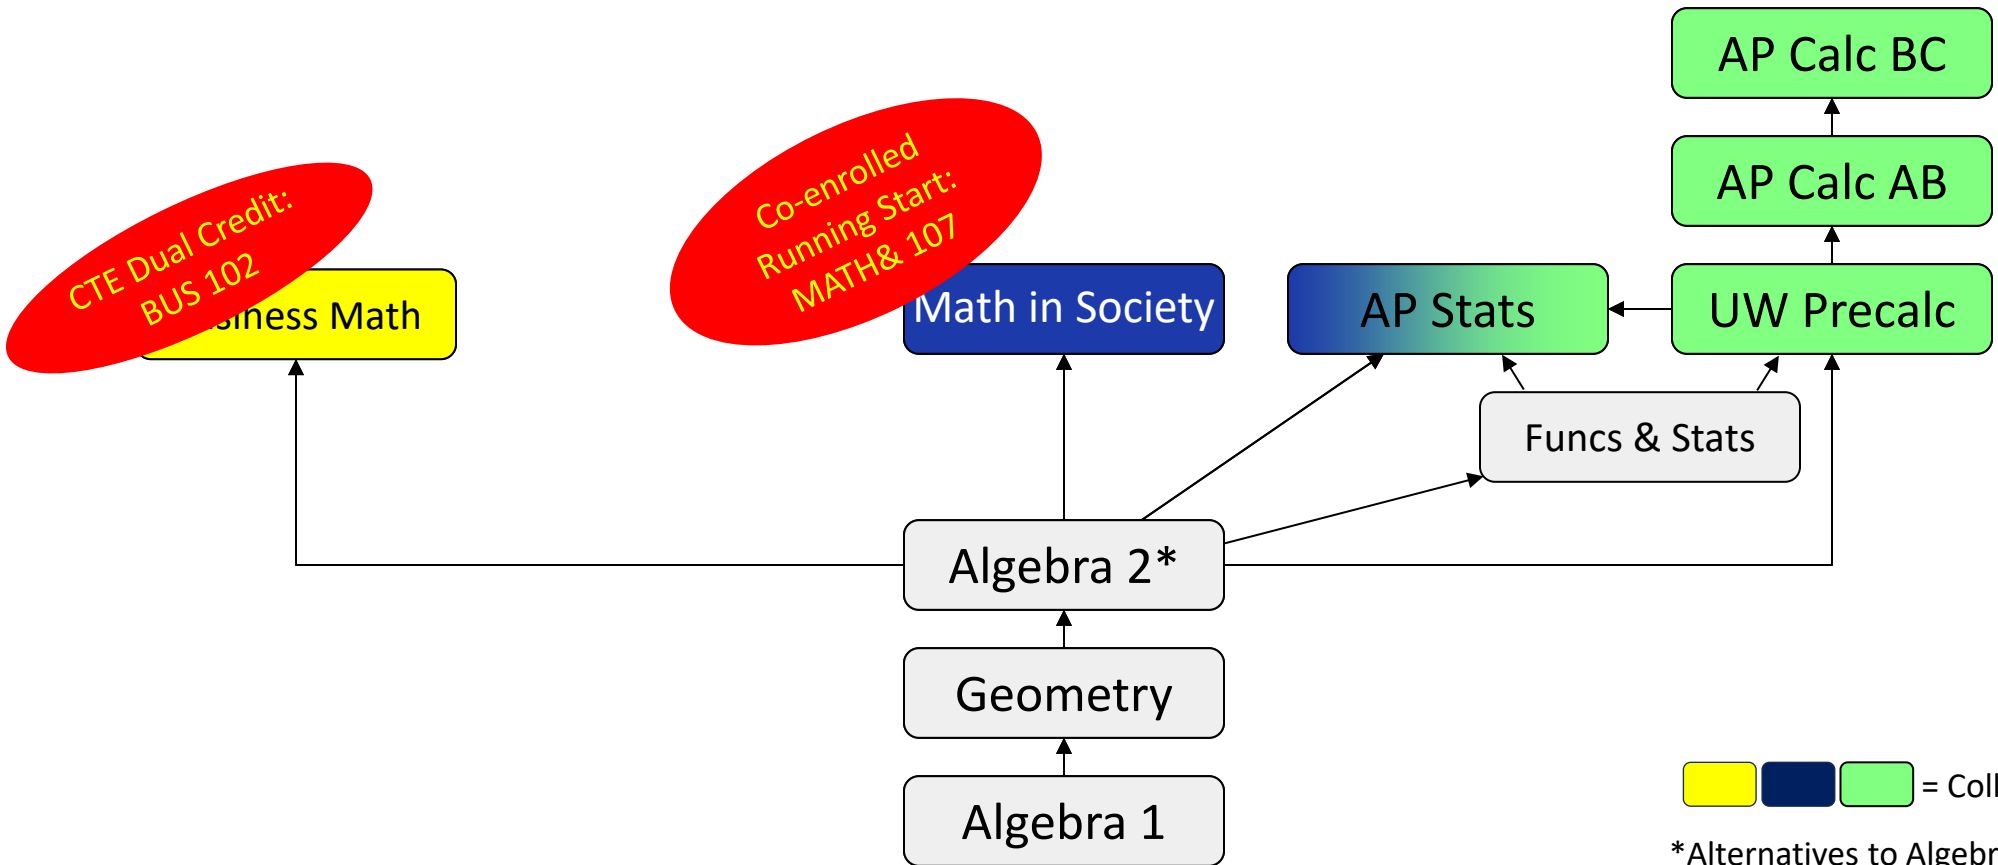 AP Calc BC
AP Calc AB
Co-enrolled
Running Start:
MATH& 107
CTE Dual Credit:
BUS 102
Math
Math in Society
AP Stats
UW Precalc
Funcs & Stats
Algebra 2*
Geometry
Algebra 1
= Coll
*Alternatives to Algebr